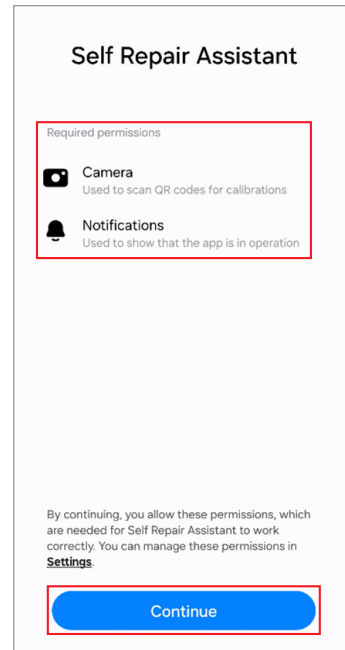 Self Repair Assistant
Required permissions
Camera
Used to scan QR codes for calibrations
Notifications
Used to show that the app is in operation
By continuing, you allow these permissions, which
are needed for Self Repair Assistant to work
correctly. You can manage these permissions in
Settings.
Continue